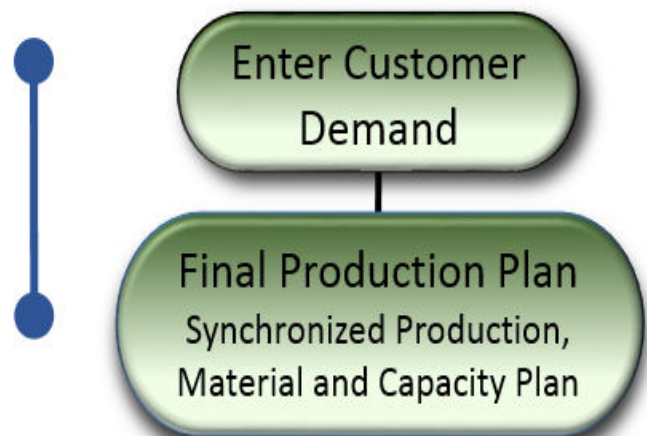 Enter Customer
Demand
Final Production Plan
Synchronized Production,
Material and Capacity Plan